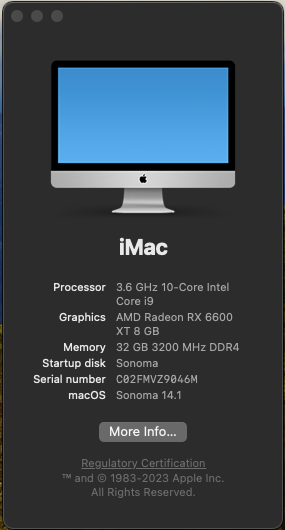 iMac
Processor 3.6 GHz 10-Core Intel
Core i9
Graphics AMD Radeon RX 6600
XT 8 GB
Memory 32 GB 3200 MHz DDR4
Startup disk Sonoma
Serial number C02FMVZ9046M
macOS Sonoma 14.1
More Info...
Regulatory Certification
™ and © 1983-2023 Apple Inc.
All Rights Reserved.